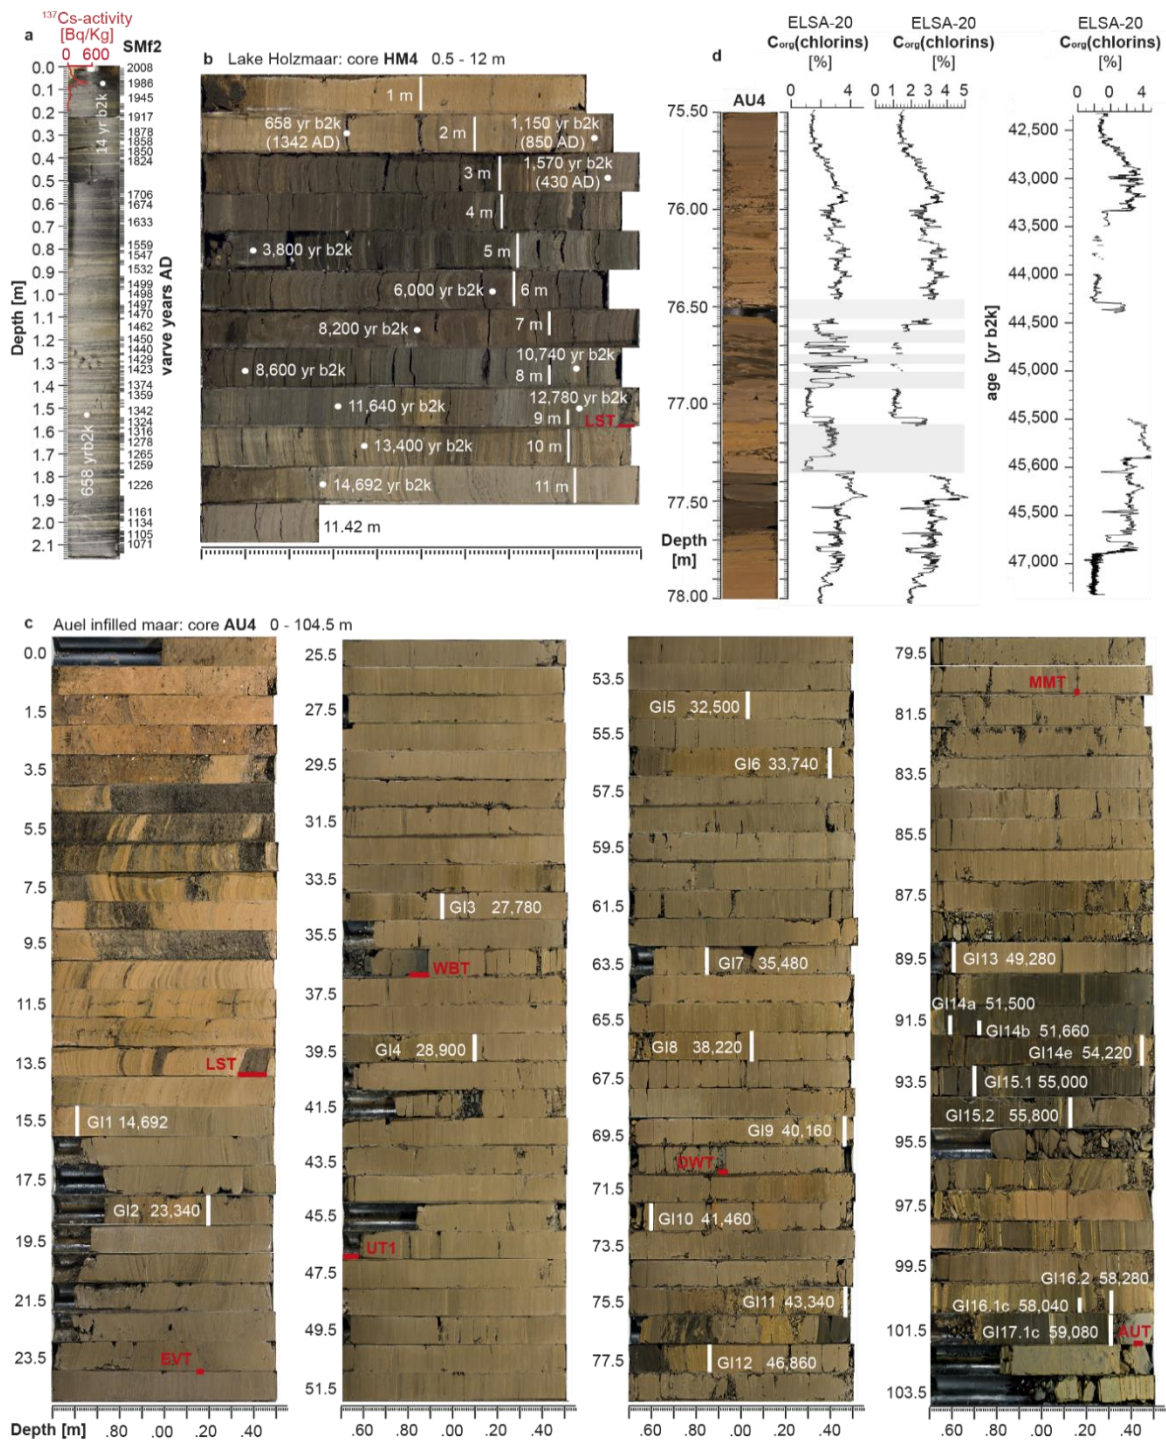 137Cs-activity
[Bq/Kg]
0 600
SMf2
a
0.0
0.1
0.2
0.3
0.4
0.5
0.6
0.7
0.8
0.9
1.0
1.1
1.2
1.3
1.4
1.5
1.6
1.7
1.8
1.9
2.0
2.1
Depth [m]
14 yr b2k
658 yrb2k
2008
1986
1945
1917
1878
1858
1850
1824
1706
1674
1633
1559
1547
1532
1499
1498
1497
1470
1462
1450
1440
1429
1423
1374
1359
1342
1324
1316
1278
1265
1259
1226
1161
1134
1105
1071
varve years AD
b Lake Holzmaar: core HM4 0.5 - 12 m
1 m
658 yr b2k
(1342 AD)
2 m
1,150 yr b2k
(850 AD)
3 m
1,570 yr b2k
(430 AD)
4 m
3,800 yr b2k
5 m
6,000 yr b2k
6 m
8,200 yr b2k
7 m
8,600 yr b2k
10,740 yr b2k
8 m
11,640 yr b2k
12,780 yr b2k
9 m
LST
13,400 yr b2k
10 m
14,692 yr b2k
11 m
11.42 m
d
AU4
ELSA-20
Corg(chlorins)
[%]
0 4
ELSA-20
Corg(chlorins)
[%]
0 1 2 3 4 5
ELSA-20
Corg(chlorins)
[%]
0 0 4
75.50
76.00
76.50
77.00
77.50
Depth
[m]
78.00
age [yr b2k]
42,500
43,000
43,500
44,000
44,500
45,000
45,500
45,600
45,500
47,000
c Auel infilled maar: core AU4 0 - 104.5 m
0.0
1.5
3.5
5.5
7.5
9.5
11.5
13.5
LST
15.5
GI1 14,692
17.5
GI2 23,340
19.5
21.5
23.5
EVT
25.5
27.5
29.5
31.5
33.5
GI3 27,780
35.5
WBT
37.5
39.5
GI4 28,900
41.5
43.5
45.5
UT1
47.5
49.5
51.5
53.5
GI5 32,500
55.5
GI6 33,740
57.5
59.5
61.5
63.5
GI7 35,480
65.5
GI8 38,220
67.5
69.5
GI9 40,160
DWT
71.5
GI10 41,460
73.5
75.5
GI11 43,340
77.5
GI12 46,860
79.5
MMT
81.5
83.5
85.5
87.5
89.5
GI13 49,280
GI14a 51,500
91.5
GI14b 51,660
GI14e 54,220
93.5
GI15.1 55,000
GI15.2 55,800
95.5
97.5
99.5
GI16.2 58,280
GI16.1c 58,040
101.5
GI17.1c 59,080
AUT
103.5
Depth [m]
.80 .00 .20 .40
.60 .80 .00 .20 .40
.60 .80 .00 .20 .40
.60 .80 .00 .20 .40